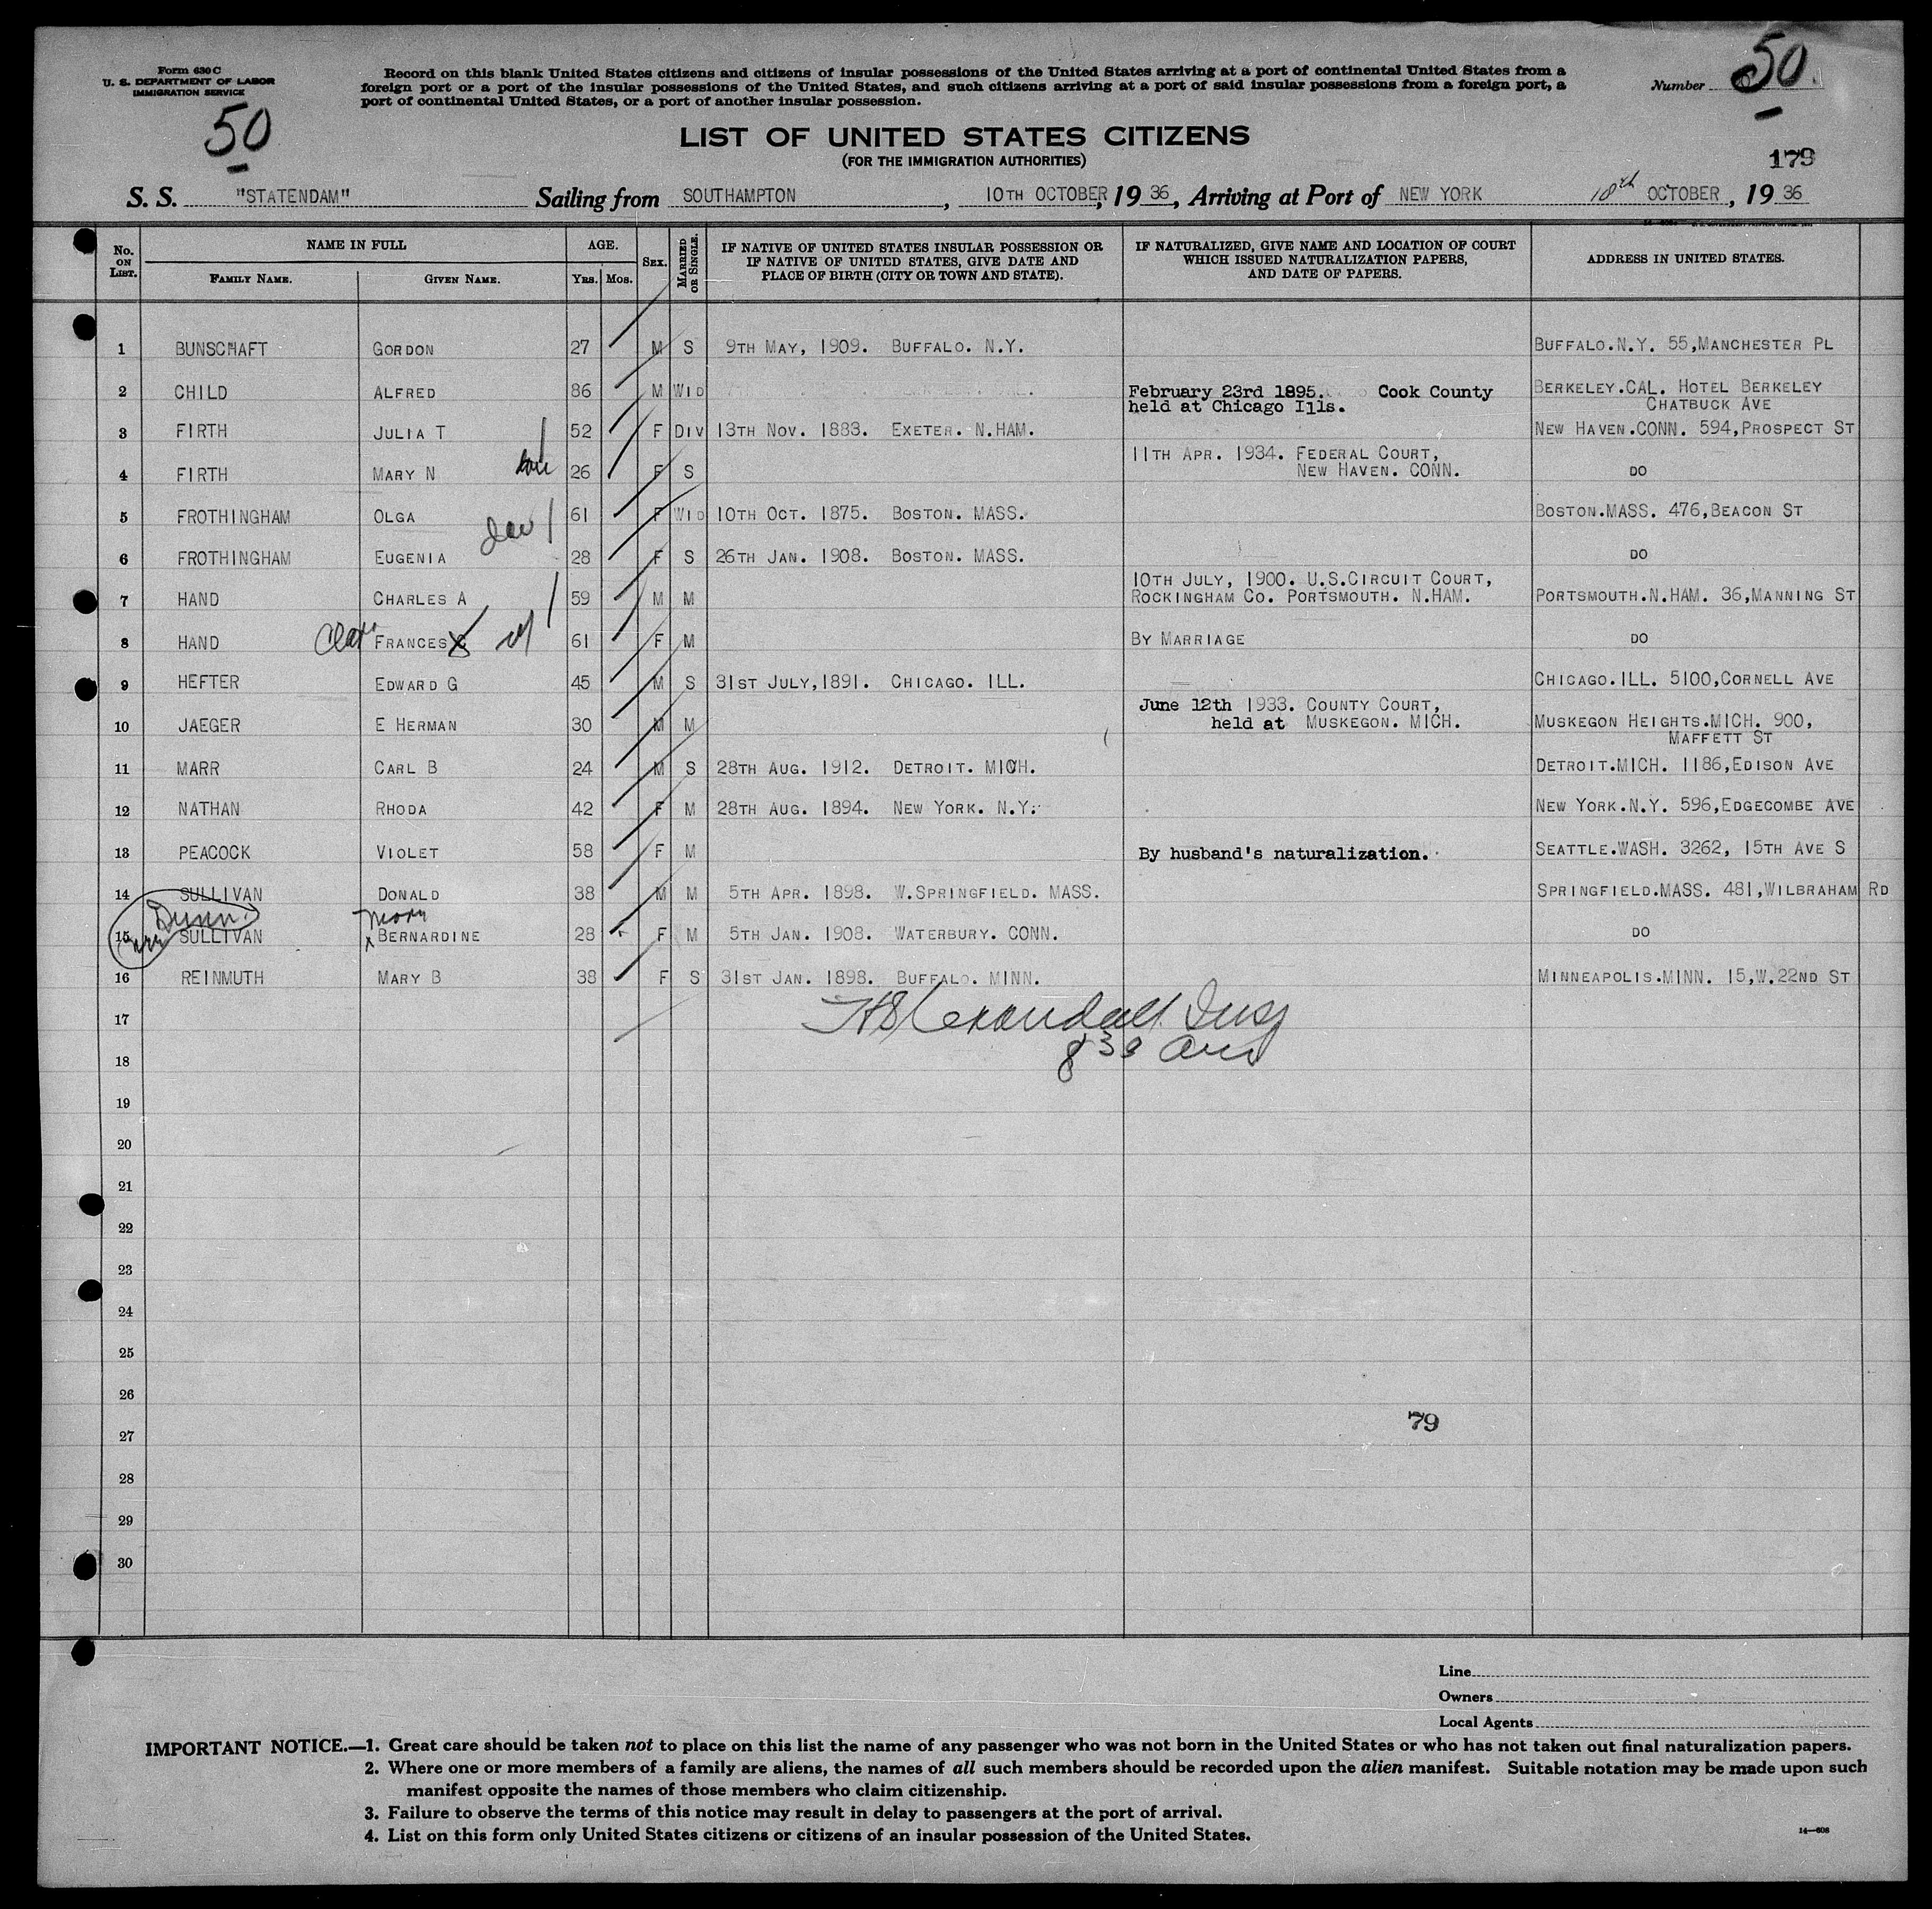 Form 630 C
U. S. DEPARTMENT OF LABOR
IMMIGRATION SERVICE
50
Record on this blank United States citizens and citizens of insular possessions of the United States arriving at a port of continental United States from a
foreign port or a port of the insular possessions of the United States, and such citizens arriving at a port of said insular possessions from a foreign port, a
port of continental United States, or a port of another insular possession.
Number 50
LIST OF UNITED STATES CITIZENS
(FOR THE IMMIGRATION AUTHORITIES)
179
S. S. "STATENDAM" Sailing from SOUTHAMPTON, 10TH OCTOBER, 1936, Arriving at Port of NEW YORK 18th OCTOBER, 1936
No. ON LIST. NAME IN FULL FAMILY NAME. GIVEN NAME. AGE. YRS. MOS. SEX. MARRIED OR SINGLE. IF NATIVE OF UNITED STATES INSULAR POSSESSION OR IF NATIVE OF UNITED STATES, GIVE DATE AND PLACE OF BIRTH (CITY OR TOWN AND STATE). IF NATURALIZED, GIVE NAME AND LOCATION OF COURT WHICH ISSUED NATURALIZATION PAPERS, AND DATE OF PAPERS. ADDRESS IN UNITED STATES.
1 BUNSCHAFT GORDON 27 M S 9TH MAY, 1909. BUFFALO. N.Y. BUFFALO.N.Y. 55,MANCHESTER PL
2 CHILD ALFRED 86 M WID February 23rd 1895. Cook County BERKELEY.CAL. HOTEL BERKELEY
held at Chicago Ills. CHATBUCK AVE
3 FIRTH JULIA T 52 F DIV 13TH NOV. 1883. EXETER. N.HAM. NEW HAVEN.CONN. 594,PROSPECT ST
11TH APR. 1934. FEDERAL COURT,
4 FIRTH MARY N 26 F S NEW HAVEN. CONN. DO
5 FROTHINGHAM OLGA 61 F WID 10TH OCT. 1875. BOSTON. MASS. BOSTON.MASS. 476,BEACON ST
6 FROTHINGHAM EUGENIA 28 F S 26TH JAN. 1908. BOSTON. MASS. DO
10TH JULY, 1900. U.S.CIRCUIT COURT,
7 HAND CHARLES A 59 M M ROCKINGHAM CO. PORTSMOUTH. N.HAM. PORTSMOUTH.N.HAM. 36,MANNING ST
8 HAND Clara FRANCES 61 F M BY MARRIAGE DO
9 HEFTER EDWARD G 45 M S 31ST JULY,1891. CHICAGO. ILL. CHICAGO.ILL. 5100,CORNELL AVE
June 12th 1933. COUNTY COURT,
10 JAEGER E HERMAN 30 M M held at MUSKEGON. MICH. MUSKEGON HEIGHTS.MICH. 900,
MAFFETT ST
11 MARR CARL B 24 M S 28TH AUG. 1912. DETROIT. MICH. DETROIT.MICH. 1186,EDISON AVE
12 NATHAN RHODA 42 F M 28TH AUG. 1894. NEW YORK. N.Y. NEW YORK.N.Y. 596,EDGECOMBE AVE
13 PEACOCK VIOLET 58 F M By husband's naturalization. SEATTLE.WASH. 3262, 15TH AVE S
14 SULLIVAN DONALD 38 M M 5TH APR. 1898. W.SPRINGFIELD. MASS. SPRINGFIELD.MASS. 481,WILBRAHAM RD
Dunn Mary
15 SULLIVAN x BERNARDINE 28 F M 5TH JAN. 1908. WATERBURY. CONN. DO
16 REINMUTH MARY B 38 F S 31ST JAN. 1898. BUFFALO. MINN. MINNEAPOLIS.MINN. 15,W.22ND ST
17
18
19
20
21
22
23
24
25
26
79
27
28
29
30
Line
Owners
Local Agents
IMPORTANT NOTICE.—1. Great care should be taken not to place on this list the name of any passenger who was not born in the United States or who has not taken out final naturalization papers.
2. Where one or more members of a family are aliens, the names of all such members should be recorded upon the alien manifest. Suitable notation may be made upon such
manifest opposite the names of those members who claim citizenship.
3. Failure to observe the terms of this notice may result in delay to passengers at the port of arrival.
4. List on this form only United States citizens or citizens of an insular possession of the United States.
14—608